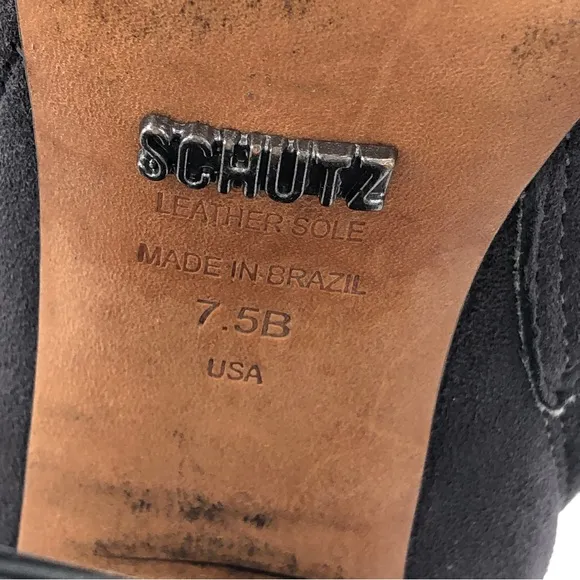 SCHUTZ
LEATHER SOLE
MADE IN BRAZIL
7.5B
USA